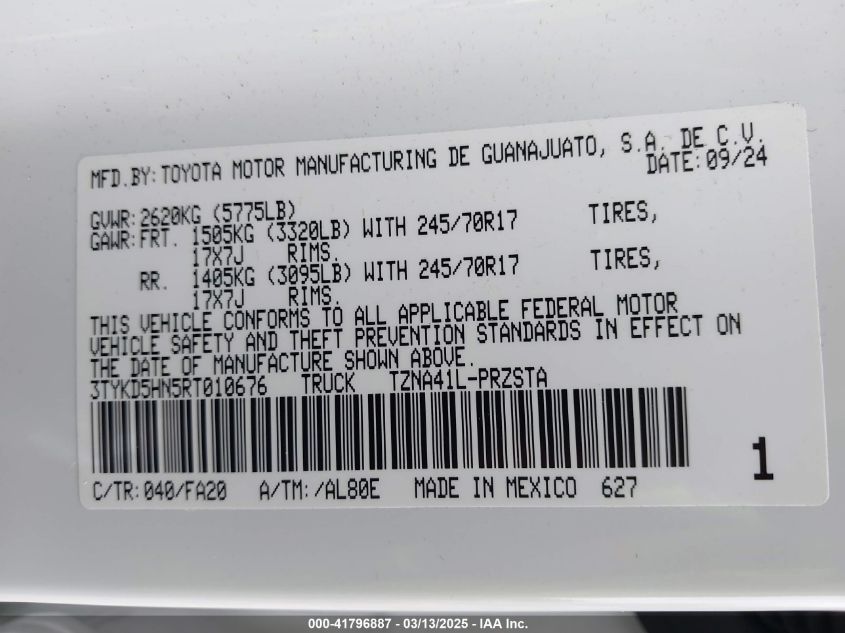 MFD.BY:TOYOTA MOTOR MANUFACTURING DE GUANAJUATO, S.A. DE C.V.
DATE:09/24
GVWR:2620KG (5775LB)
GAWR:FRT. 1505KG (3320LB) WITH 245/70R17 TIRES,
17X7J RIMS.
RR. 1405KG (3095LB) WITH 245/70R17 TIRES,
17X7J RIMS.
THIS VEHICLE CONFORMS TO ALL APPLICABLE FEDERAL MOTOR
VEHICLE SAFETY AND THEFT PREVENTION STANDARDS IN EFFECT ON
THE DATE OF MANUFACTURE SHOWN ABOVE.
3TYKD5HN5RT010676 TRUCK TZNA41L-PRZSTA
1
C/TR:040/FA20 A/TM:/AL80E MADE IN MEXICO 627
000-41796887 - 03/13/2025 - IAA Inc.